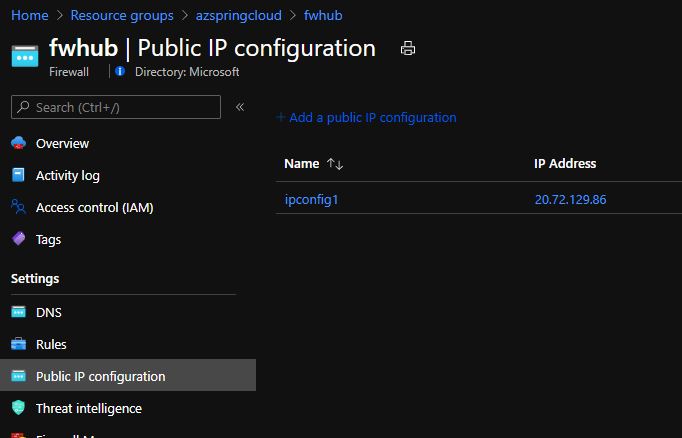 Home > Resource groups > azspringcloud > fwhub
fwhub | Public IP configuration
Firewall | Directory: Microsoft
Search (Ctrl+/)
«
Overview
Activity log
Access control (IAM)
Tags
Settings
DNS
Rules
Public IP configuration
Threat intelligence
+ Add a public IP configuration
Name ↑↓ IP Address
ipconfig1 20.72.129.86